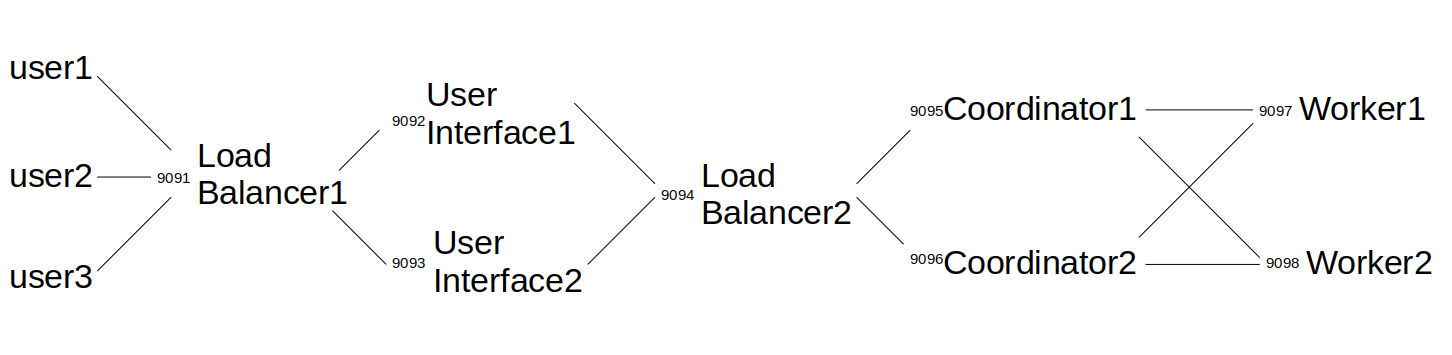 user1
user2
user3
9091
Load
Balancer1
9092
User
Interface1
9093
User
Interface2
9094
Load
Balancer2
9095
Coordinator1
9096
Coordinator2
9097
Worker1
9098
Worker2